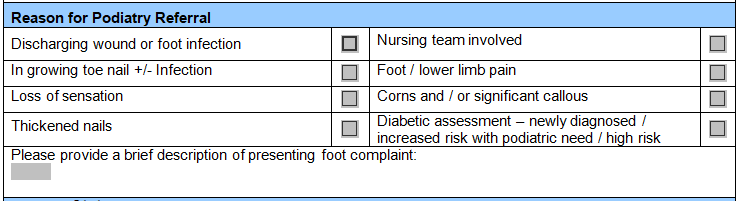 Reason for Podiatry Referral
Discharging wound or foot infection
Nursing team involved
In growing toe nail +/- Infection
Foot / lower limb pain
Loss of sensation
Corns and / or significant callous
Thickened nails
Diabetic assessment – newly diagnosed /
increased risk with podiatric need / high risk
Please provide a brief description of presenting foot complaint: